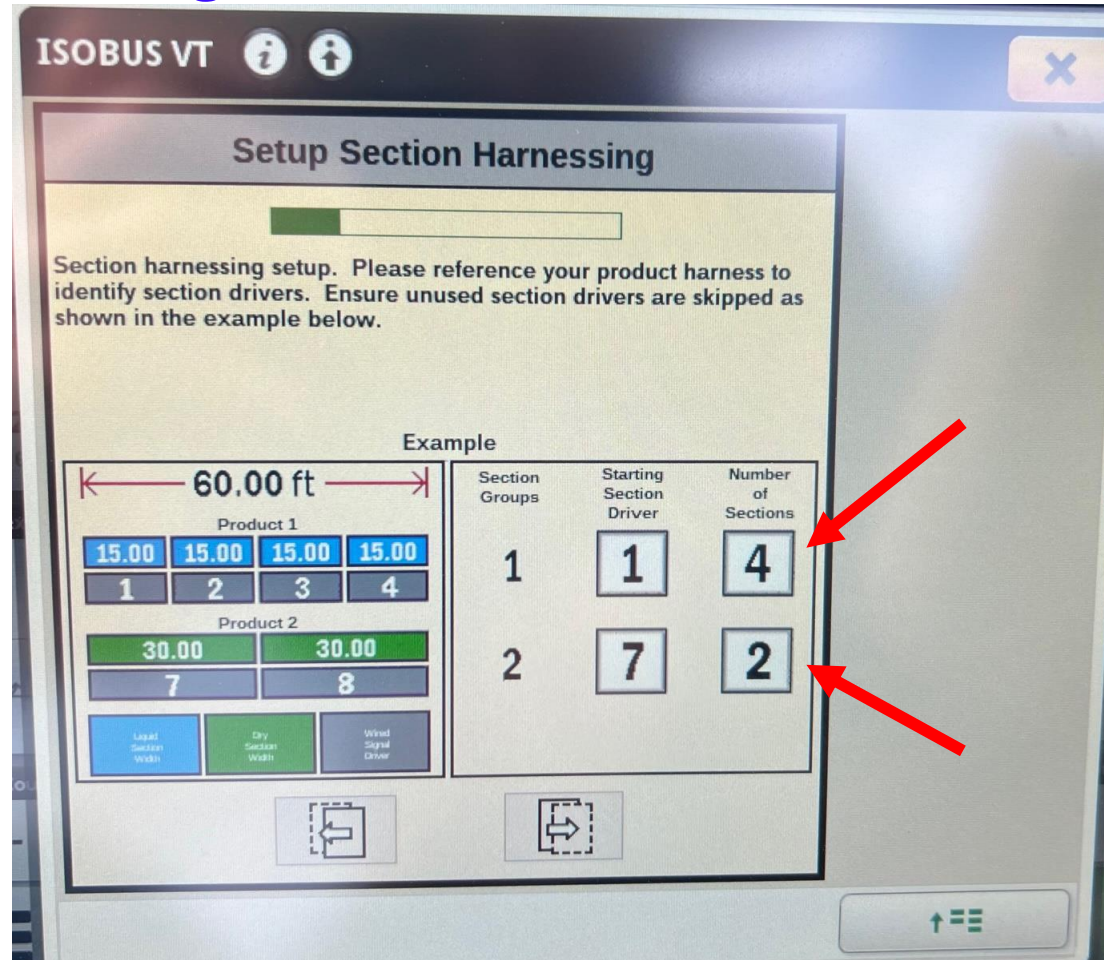 ISOBUS VT
Setup Section Harnessing
Section harnessing setup. Please reference your product harness to
identify section drivers. Ensure unused section drivers are skipped as
shown in the example below.
Example
60.00 ft
Product 1
15.00 15.00 15.00 15.00
1 2 3 4
Product 2
30.00 30.00
7 8
Liquid
Section
Width
Dry
Section
Width
Wired
Signal
Driver
Section
Groups
Starting
Section
Driver
Number
of
Sections
1 1 4
2 7 2